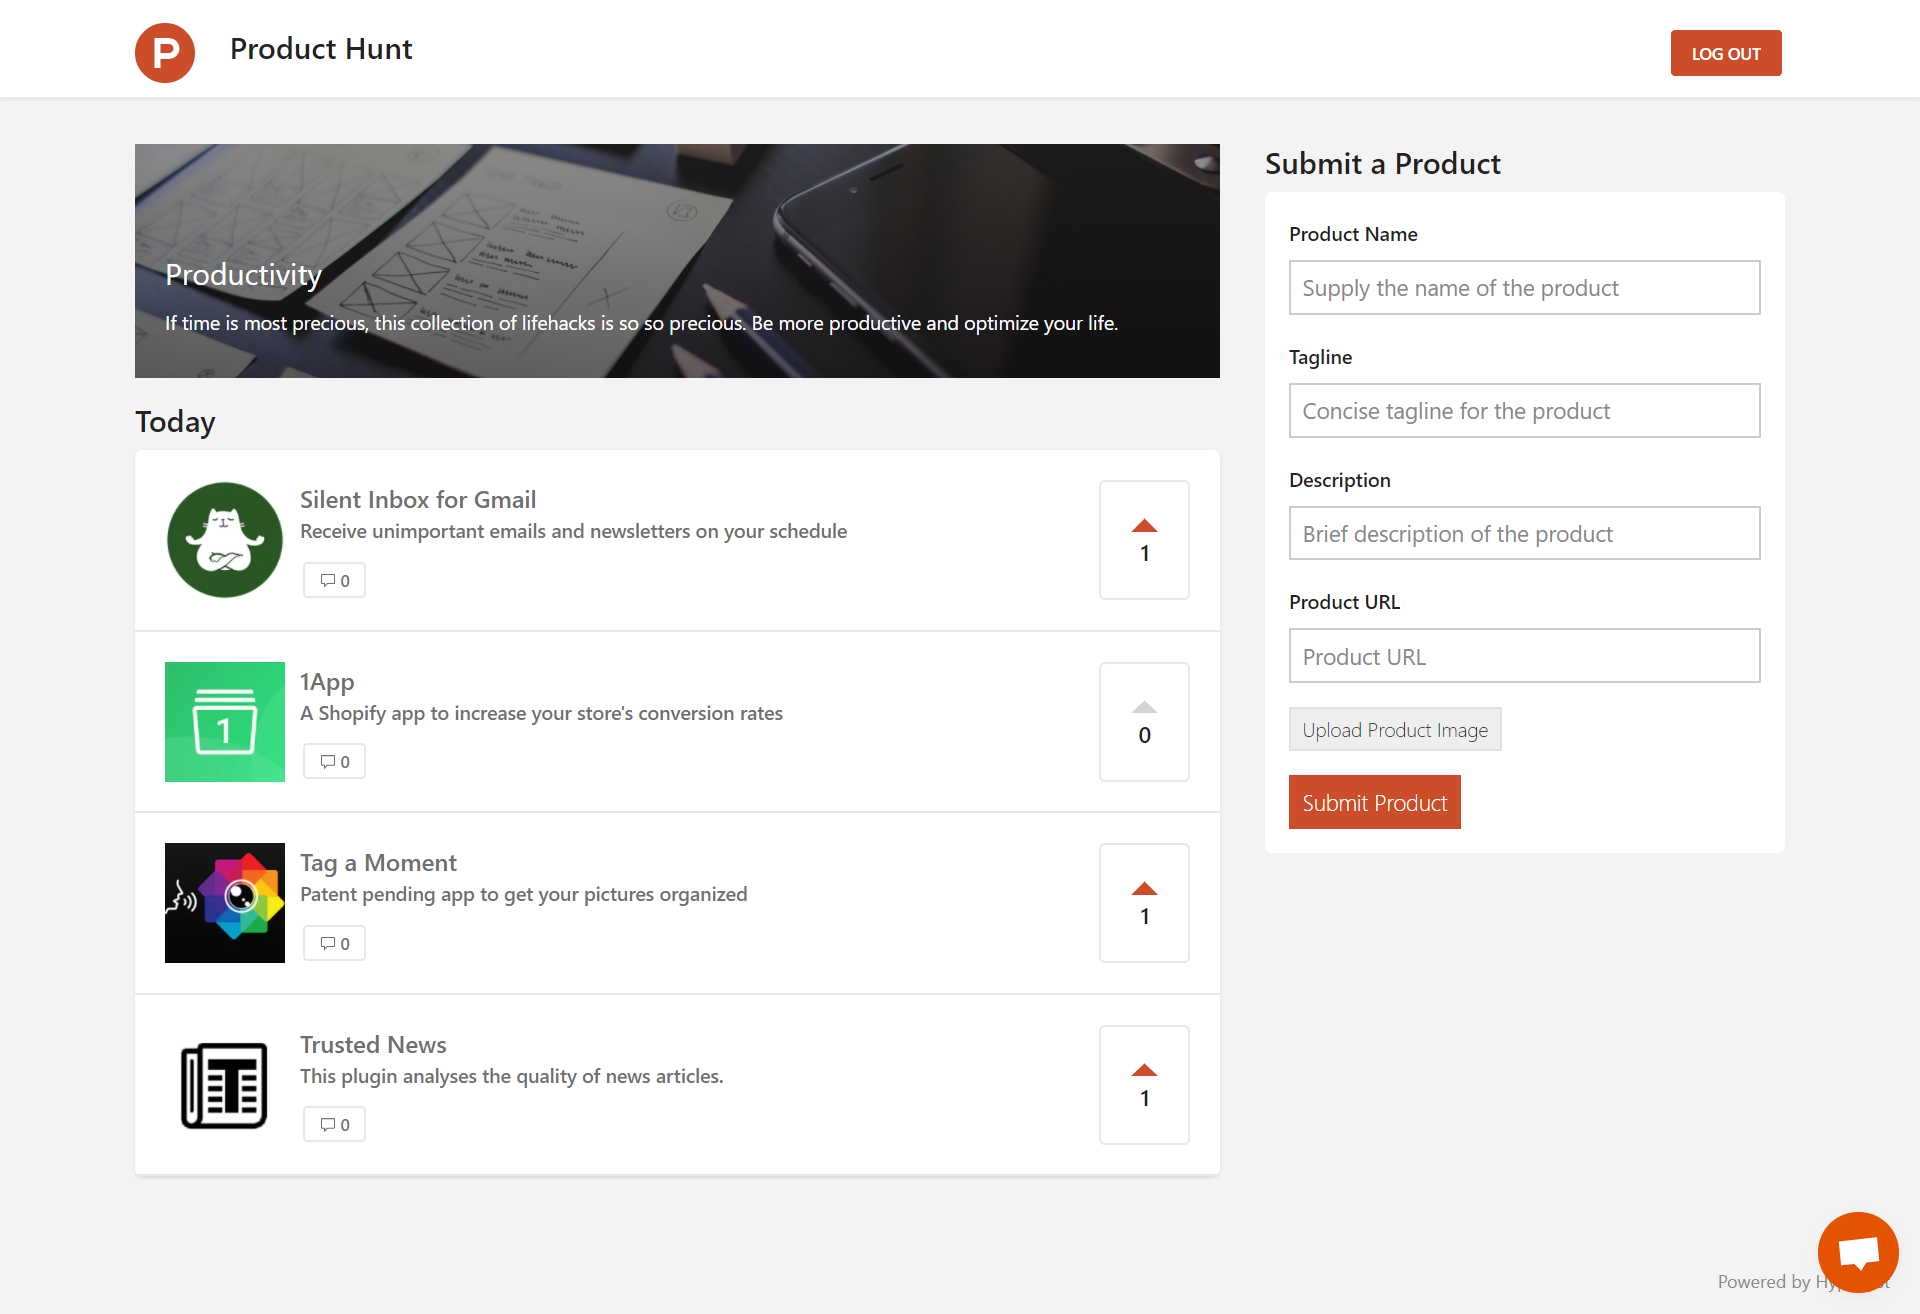 P
Product Hunt
LOG OUT
Productivity
If time is most precious, this collection of lifehacks is so so precious. Be more productive and optimize your life.
Today
Silent Inbox for Gmail
Receive unimportant emails and newsletters on your schedule
0
1
1
1App
A Shopify app to increase your store's conversion rates
0
0
Tag a Moment
Patent pending app to get your pictures organized
0
1
T
Trusted News
This plugin analyses the quality of news articles.
0
1
Submit a Product
Product Name
Supply the name of the product
Tagline
Concise tagline for the product
Description
Brief description of the product
Product URL
Product URL
Upload Product Image
Submit Product
Powered by